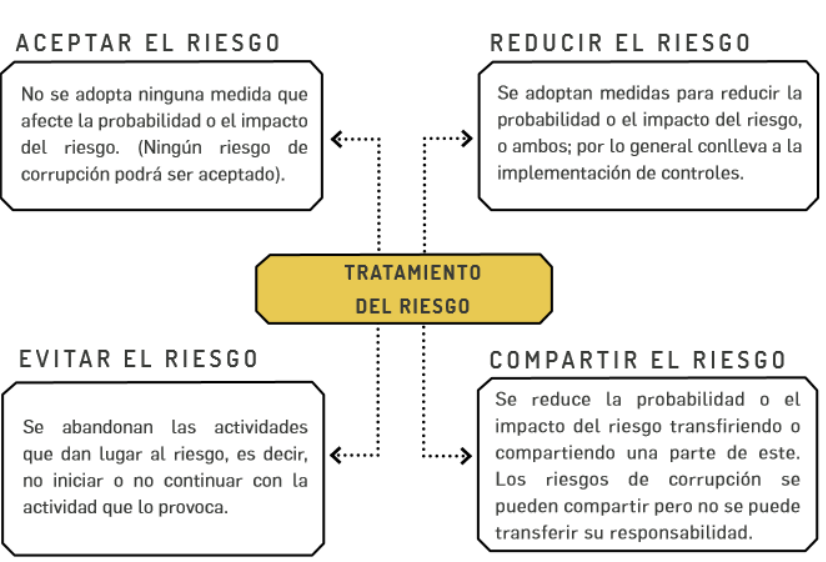 ACEPTAR EL RIESGO
No se adopta ninguna medida que
afecte la probabilidad o el impacto
del riesgo. (Ningún riesgo de
corrupción podrá ser aceptado).
REDUCIR EL RIESGO
Se adoptan medidas para reducir la
probabilidad o el impacto del riesgo,
o ambos; por lo general conlleva a la
implementación de controles.
TRATAMIENTO
DEL RIESGO
EVITAR EL RIESGO
Se abandonan las actividades
que dan lugar al riesgo, es decir,
no iniciar o no continuar con la
actividad que lo provoca.
COMPARTIR EL RIESGO
Se reduce la probabilidad o el
impacto del riesgo transfiriendo o
compartiendo una parte de este.
Los riesgos de corrupción se
pueden compartir pero no se puede
transferir su responsabilidad.